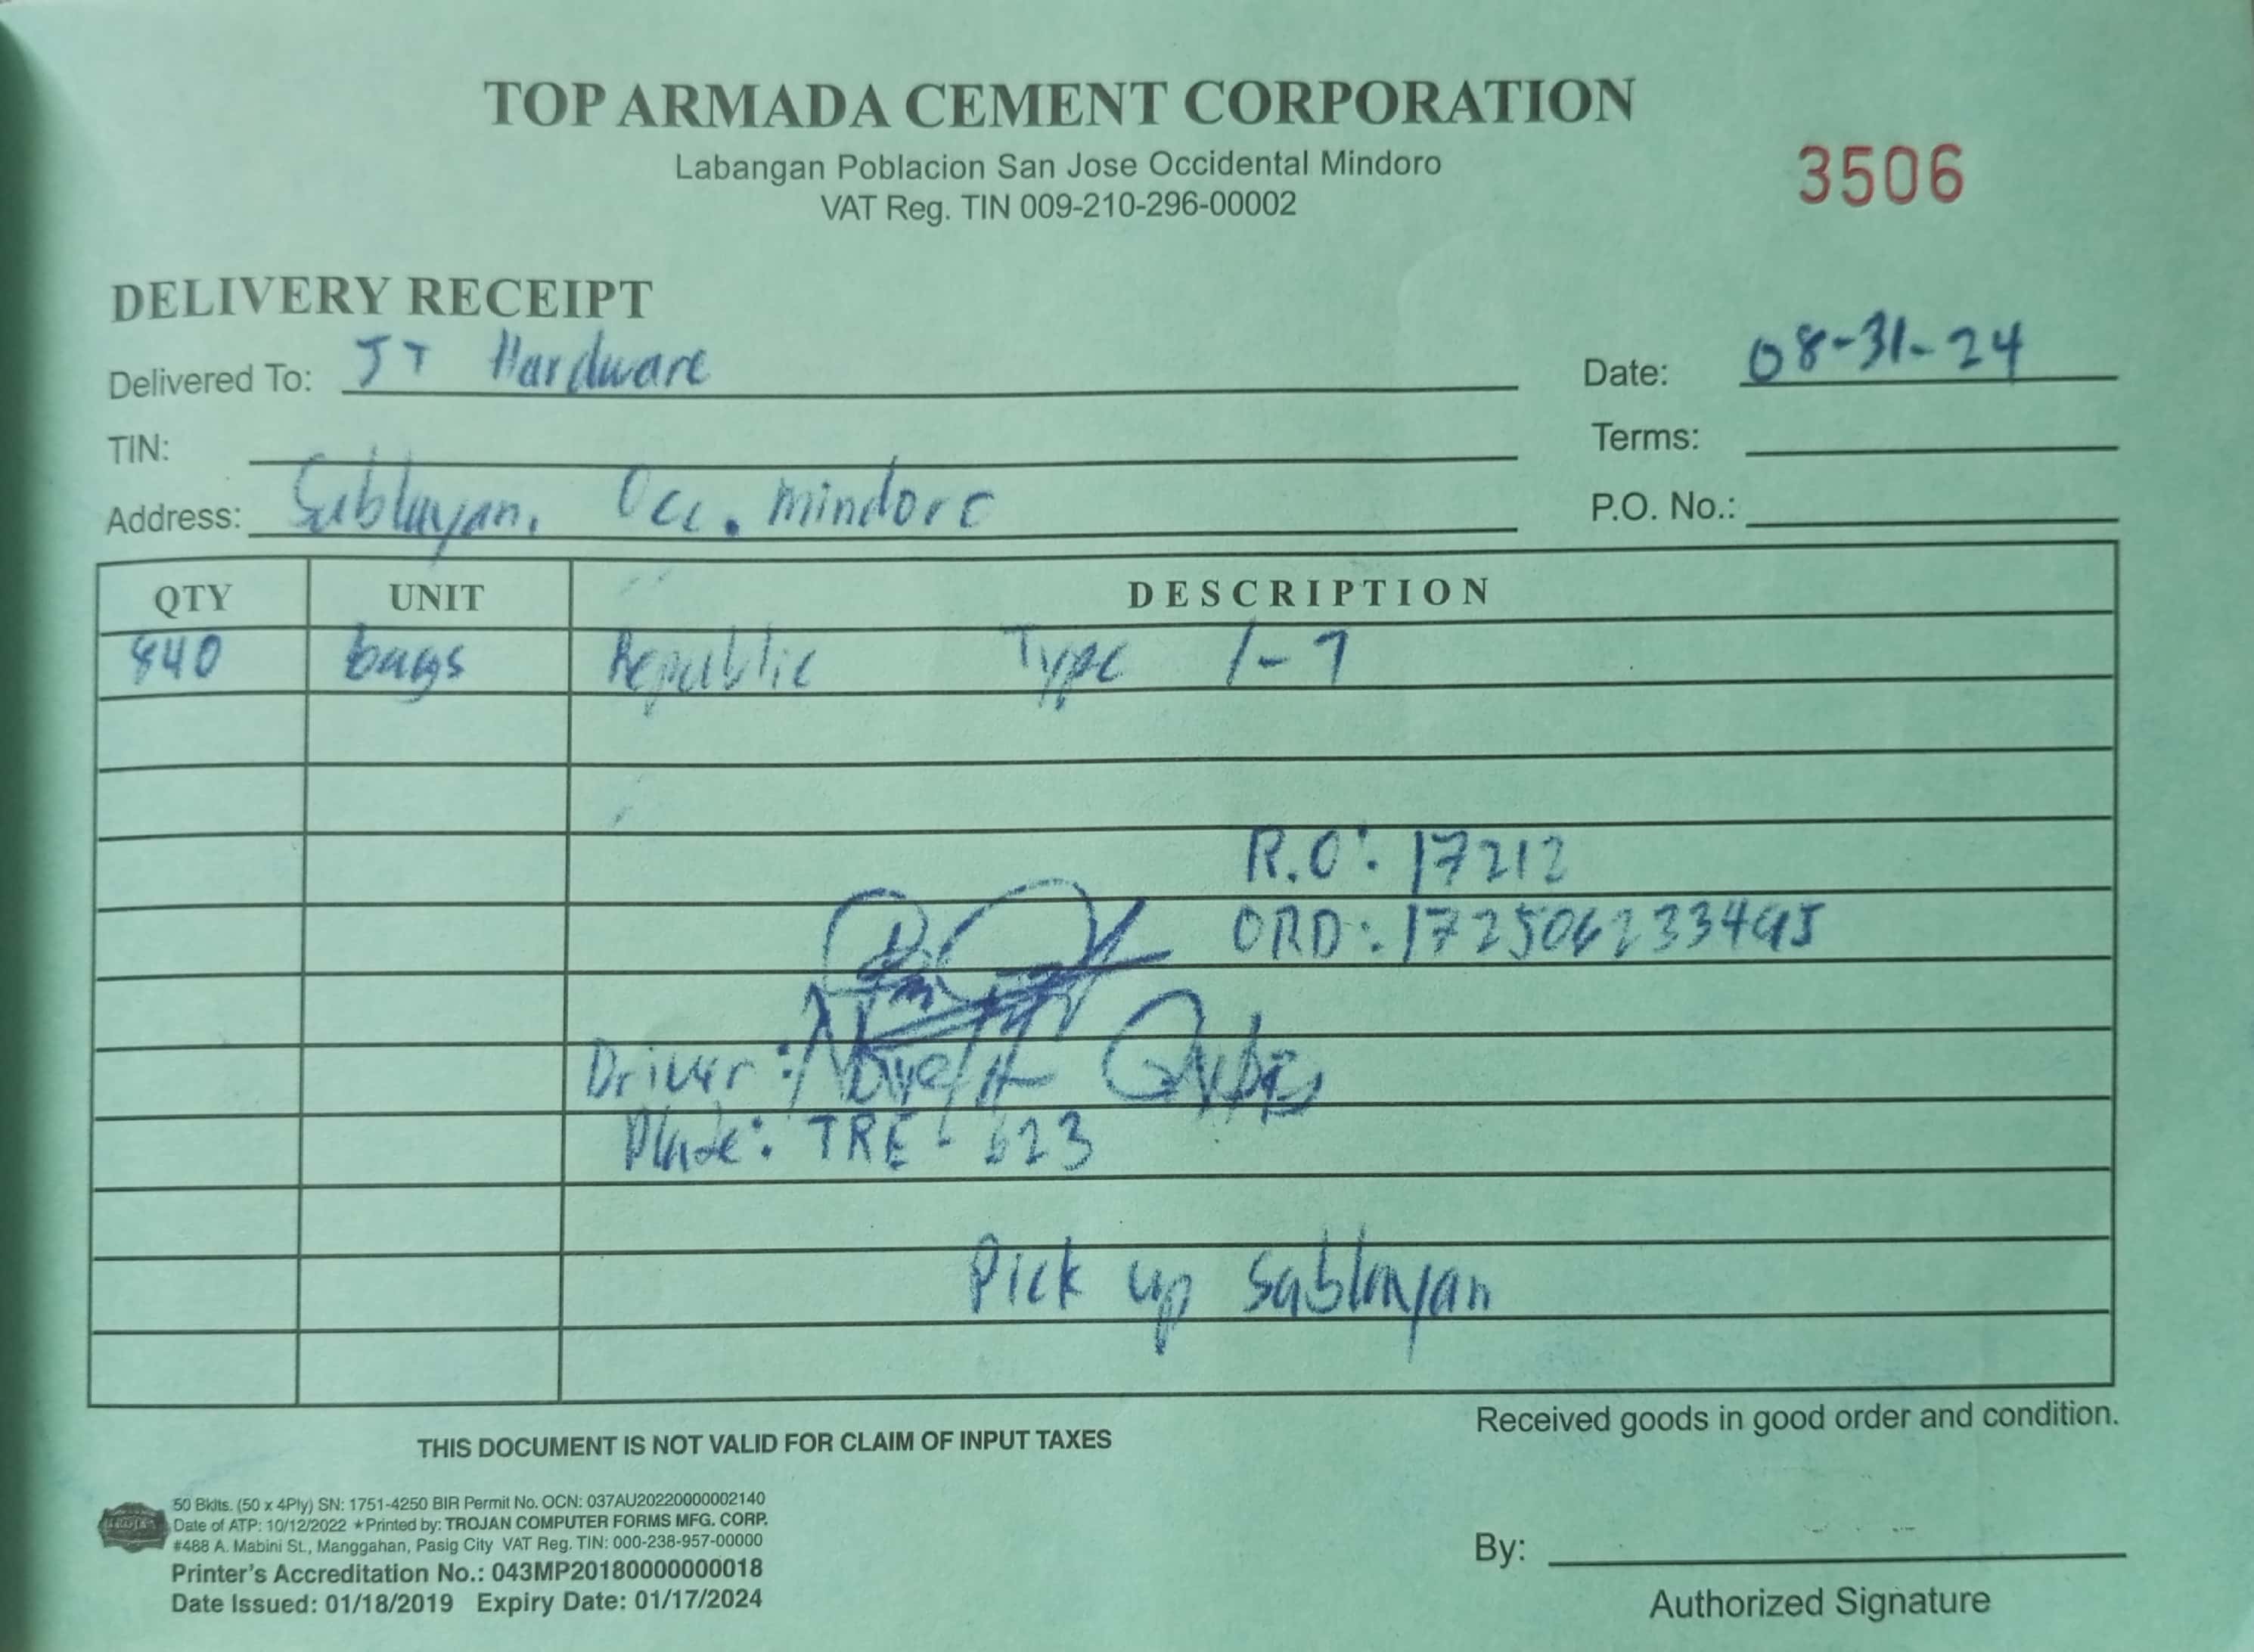 TOP ARMADA CEMENT CORPORATION
Labangan Poblacion San Jose Occidental Mindoro
VAT Reg. TIN 009-210-296-00002
3506
DELIVERY RECEIPT
Delivered To: JT Hardware
Date: 08-31-24
TIN:
Terms:
Address: Sablayan, Occ. Mindoro
P.O. No.:
QTY UNIT DESCRIPTION
840 bags Republic Type 1-T
R.O: 17212
ORD: 172506233495
Driver:
Plate: TRE-623
Pick up Sablayan
Received goods in good order and condition.
THIS DOCUMENT IS NOT VALID FOR CLAIM OF INPUT TAXES
50 Bklts. (50 x 4Ply) SN: 1751-4250 BIR Permit No. OCN: 037AU20220000002140
Date of ATP: 10/12/2022 ★Printed by: TROJAN COMPUTER FORMS MFG. CORP.
#488 A. Mabini St., Manggahan, Pasig City VAT Reg. TIN: 000-238-957-00000
Printer's Accreditation No.: 043MP20180000000018
Date Issued: 01/18/2019 Expiry Date: 01/17/2024
By:
Authorized Signature